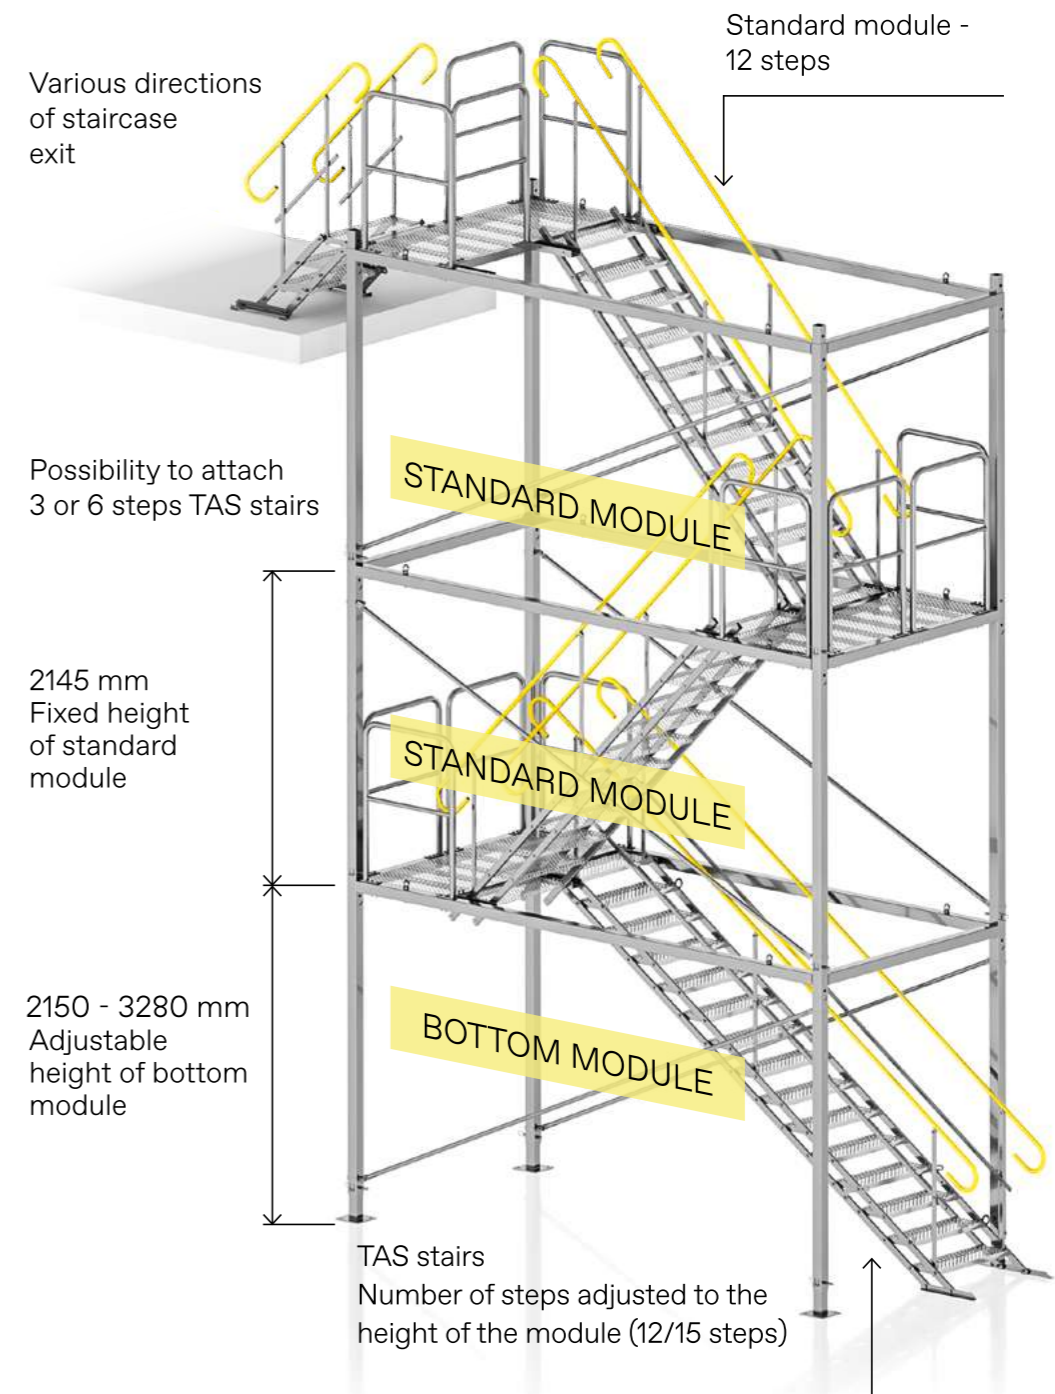 Standard module -
12 steps
Various directions
of staircase
exit
Possibility to attach
3 or 6 steps TAS stairs
STANDARD MODULE
2145 mm
Fixed height
of standard
module
STANDARD MODULE
2150 - 3280 mm
Adjustable
height of bottom
module
BOTTOM MODULE
TAS stairs
Number of steps adjusted to the
height of the module (12/15 steps)